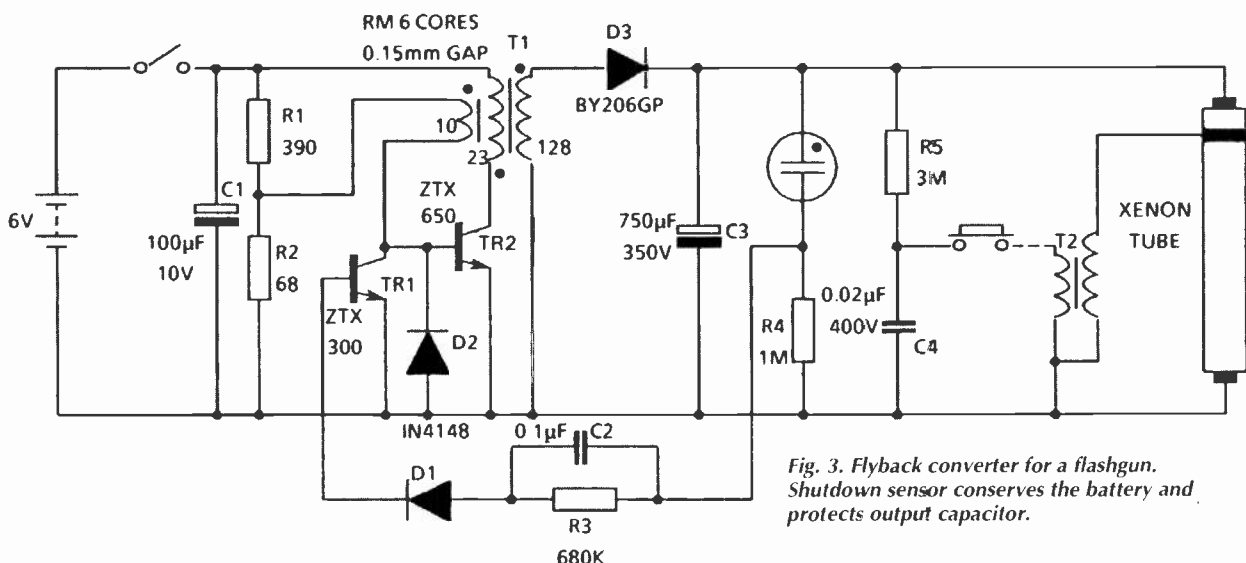 RM 6 CORES
0.15mm GAP
T1
D3
BY206GP
R1
390
10
23
128
R5
3M
C1
6V
100µF
10V
R2
68
ZTX
650
TR2
TR1
ZTX
300
D2
750µF
350V
C3
0.02µF
400V
C4
R4
1M
T2
XENON
TUBE
IN4148
0 1µF
C2
D1
R3
680K
Fig. 3. Flyback converter for a flashgun.
Shutdown sensor conserves the battery and
protects output capacitor.